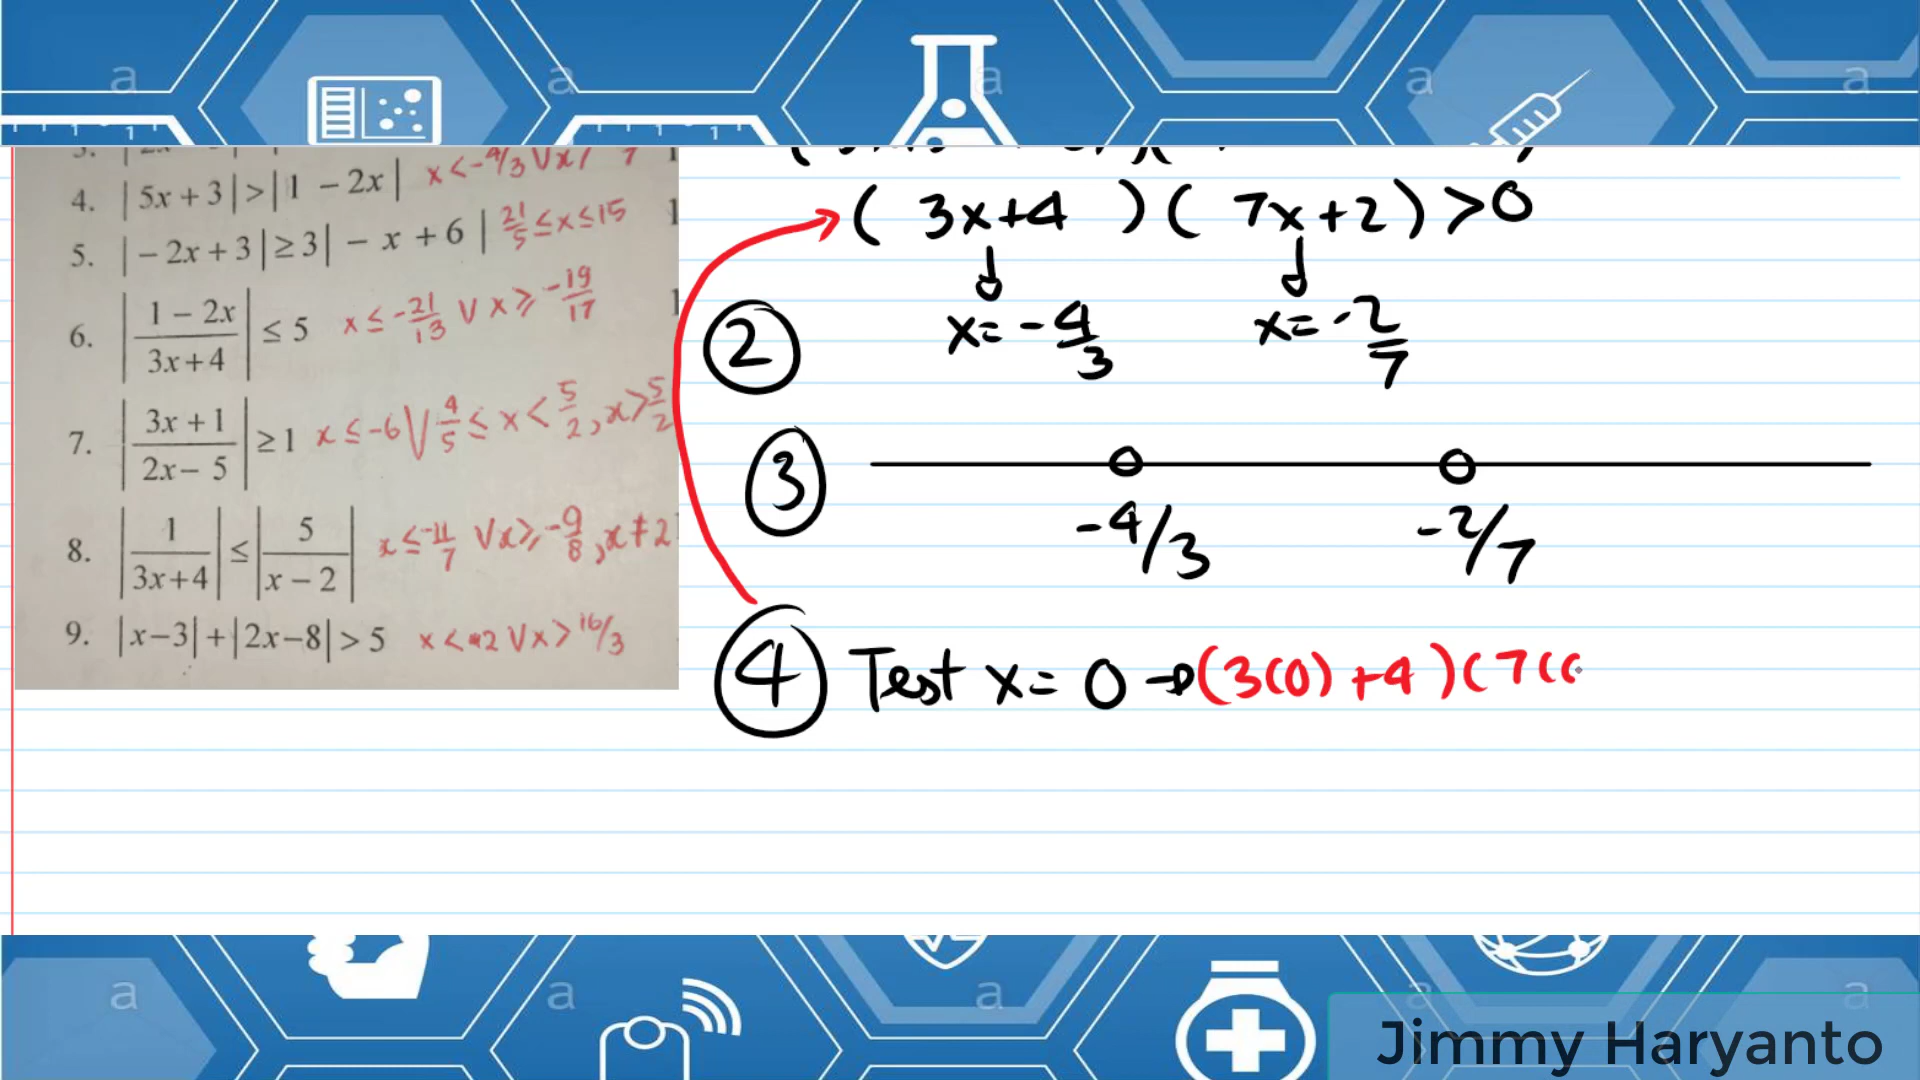 4. |5x + 3| > |1 − 2x| x < -4/3 V x > 7
5. |− 2x + 3| ≥ 3| − x + 6| 21/5 ≤ x ≤ 15
6. |(1 − 2x)/(3x + 4)| ≤ 5 x ≤ -21/13 V x ≥ -19/17
7. |(3x + 1)/(2x − 5)| ≥ 1 x ≤ -6 V 4/5 ≤ x < 5/2, x > 5/2
8. |1/(3x + 4)| ≤ |5/(x − 2)| x ≤ -11/7 V x ≥ -9/8, x ≠ 2
9. |x − 3| + |2x − 8| > 5 x < -2 V x > 16/3
(3x+4)(7x+2) > 0
② x = -4/3 x = -2/7
③
-4/3 -2/7
④ Test x = 0 → (3(0) + 4)(7(
Jimmy Haryanto